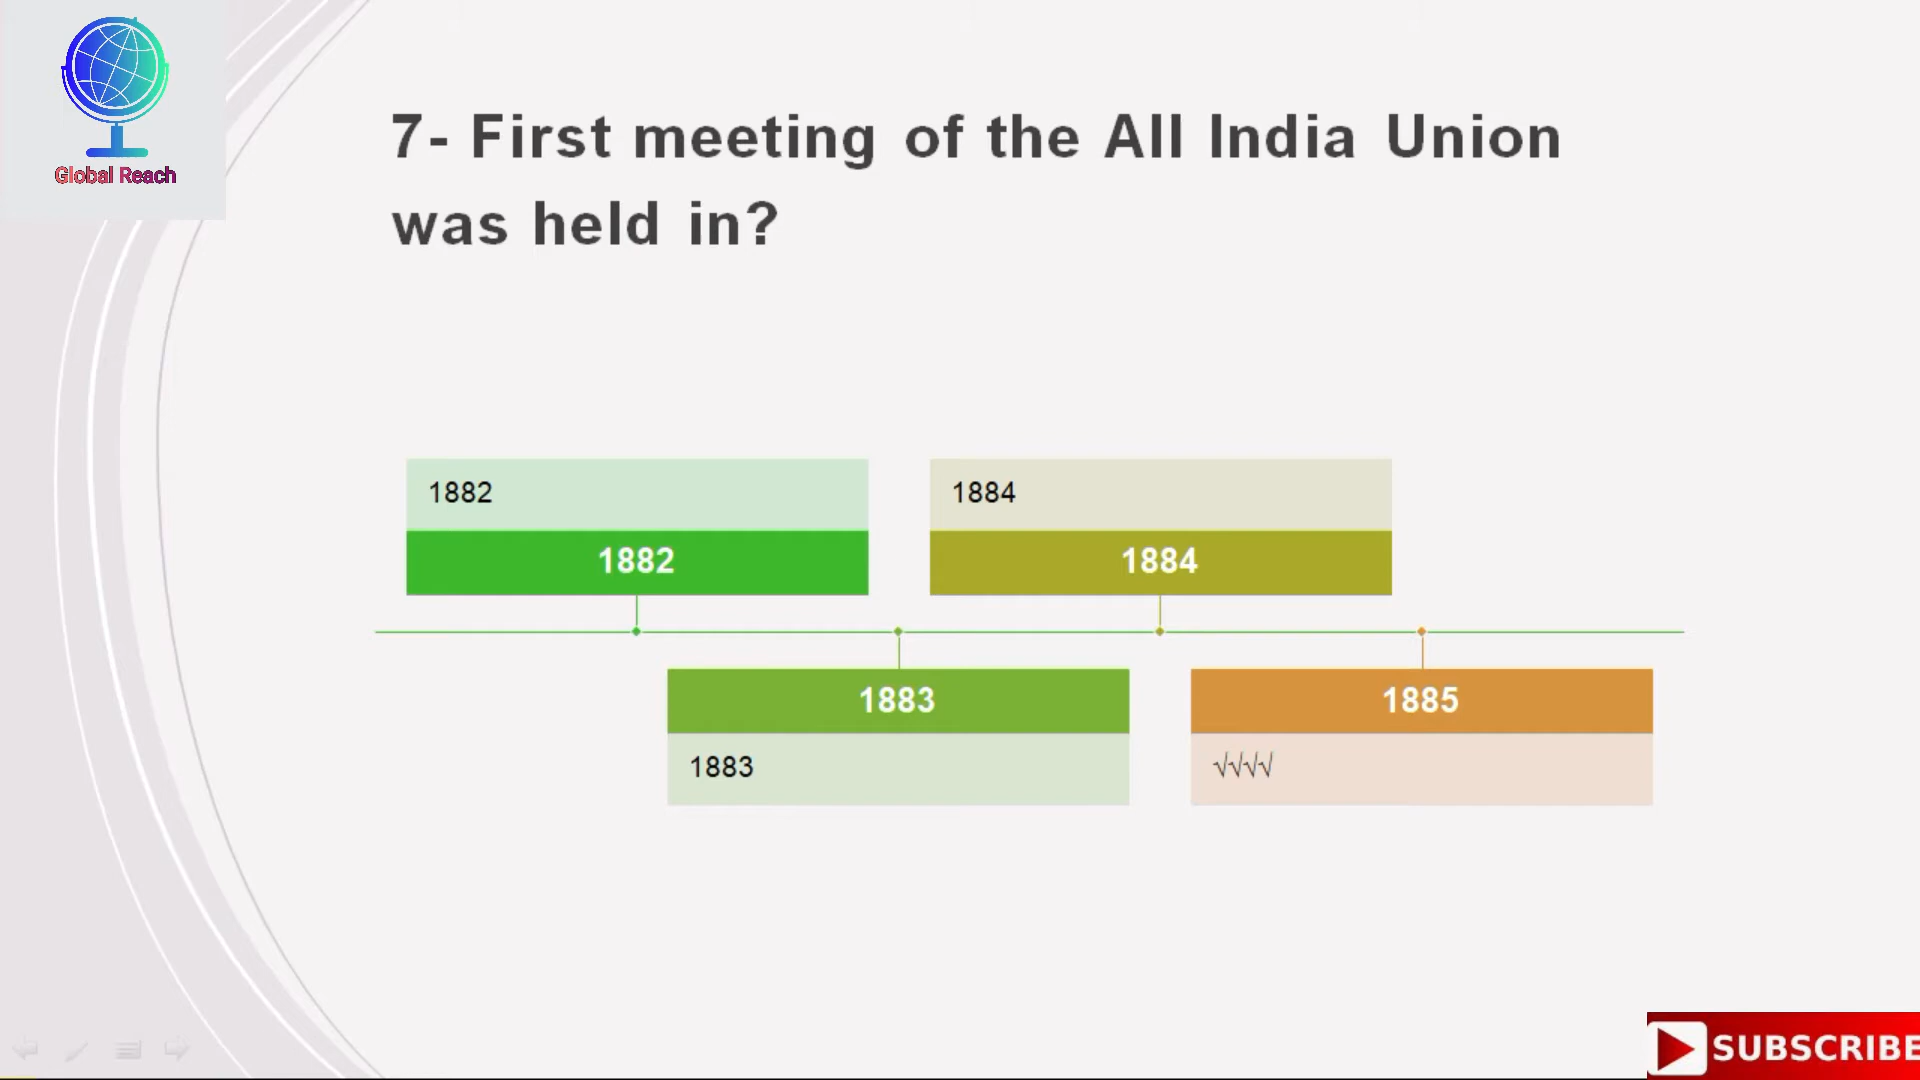 Global Reach
7- First meeting of the All India Union
was held in?
1882
1882
1884
1884
1883
1883
1885
√√√√
SUBSCRIBE